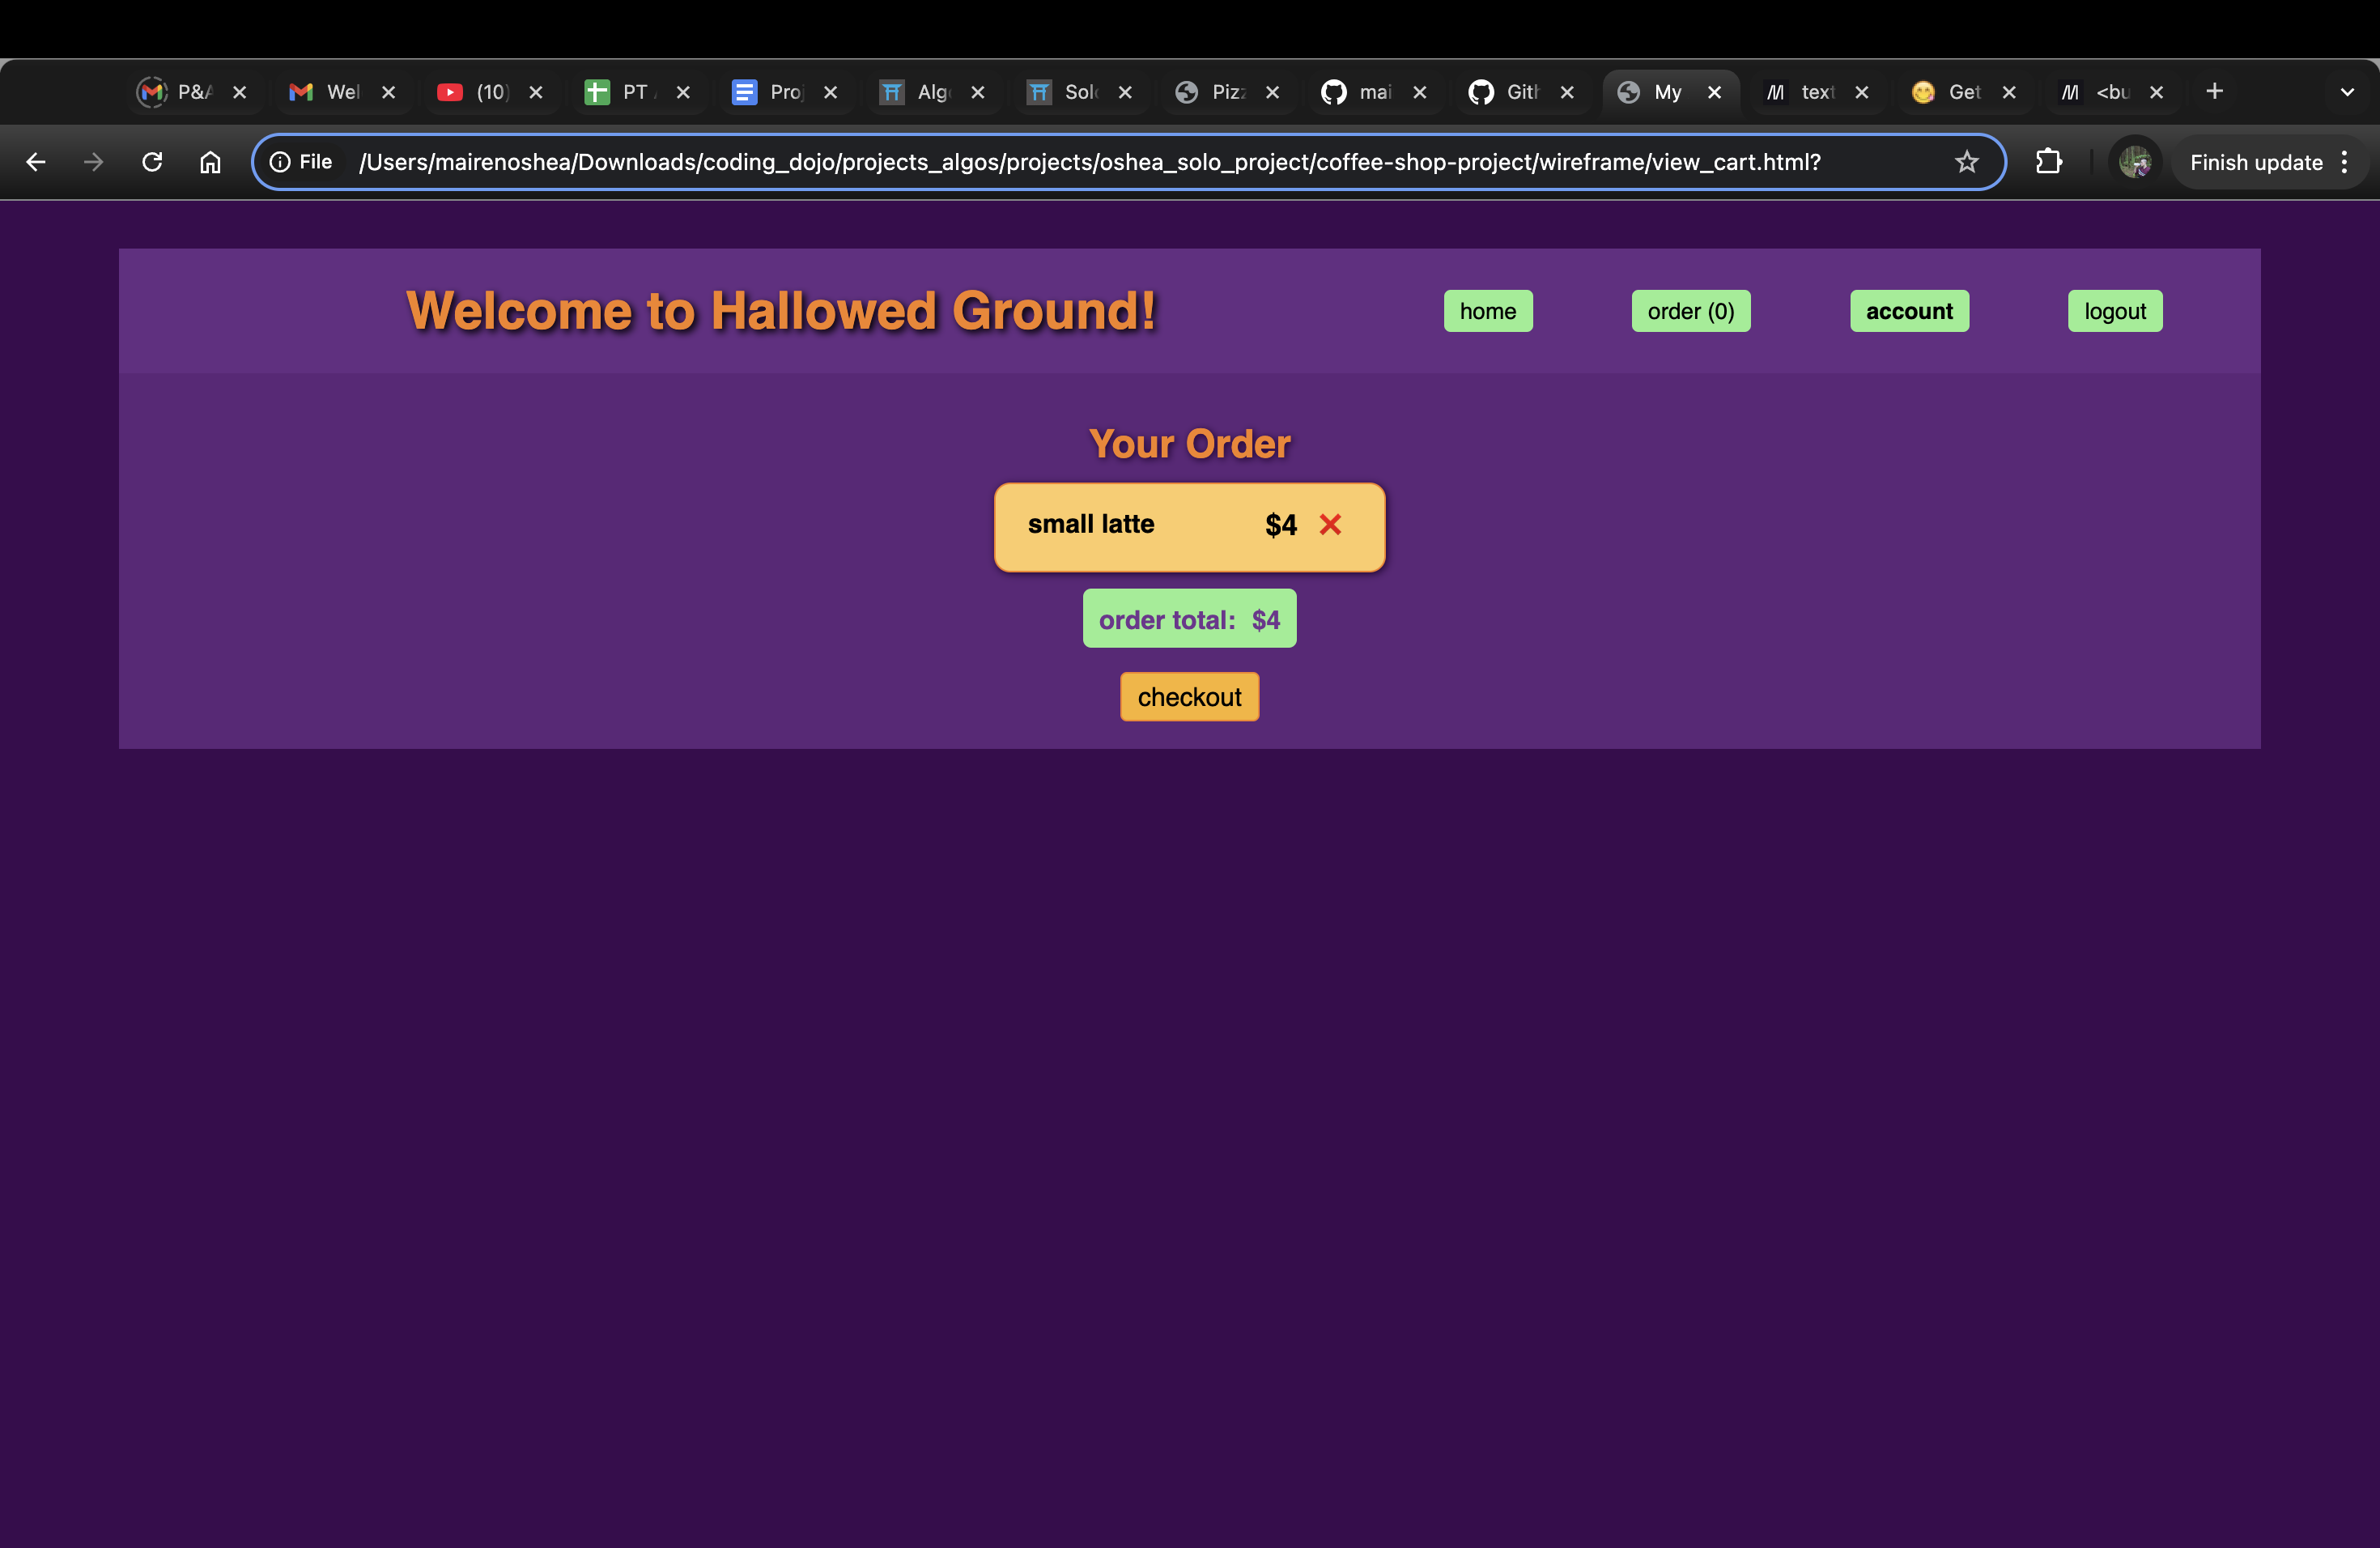 P&A Wel (10) PT Proj Alg Solo Piz mai Gith My text Get <bu
File /Users/mairenoshea/Downloads/coding_dojo/projects_algos/projects/oshea_solo_project/coffee-shop-project/wireframe/view_cart.html? Finish update
Welcome to Hallowed Ground! home order (0) account logout
Your Order
small latte $4
order total: $4
checkout